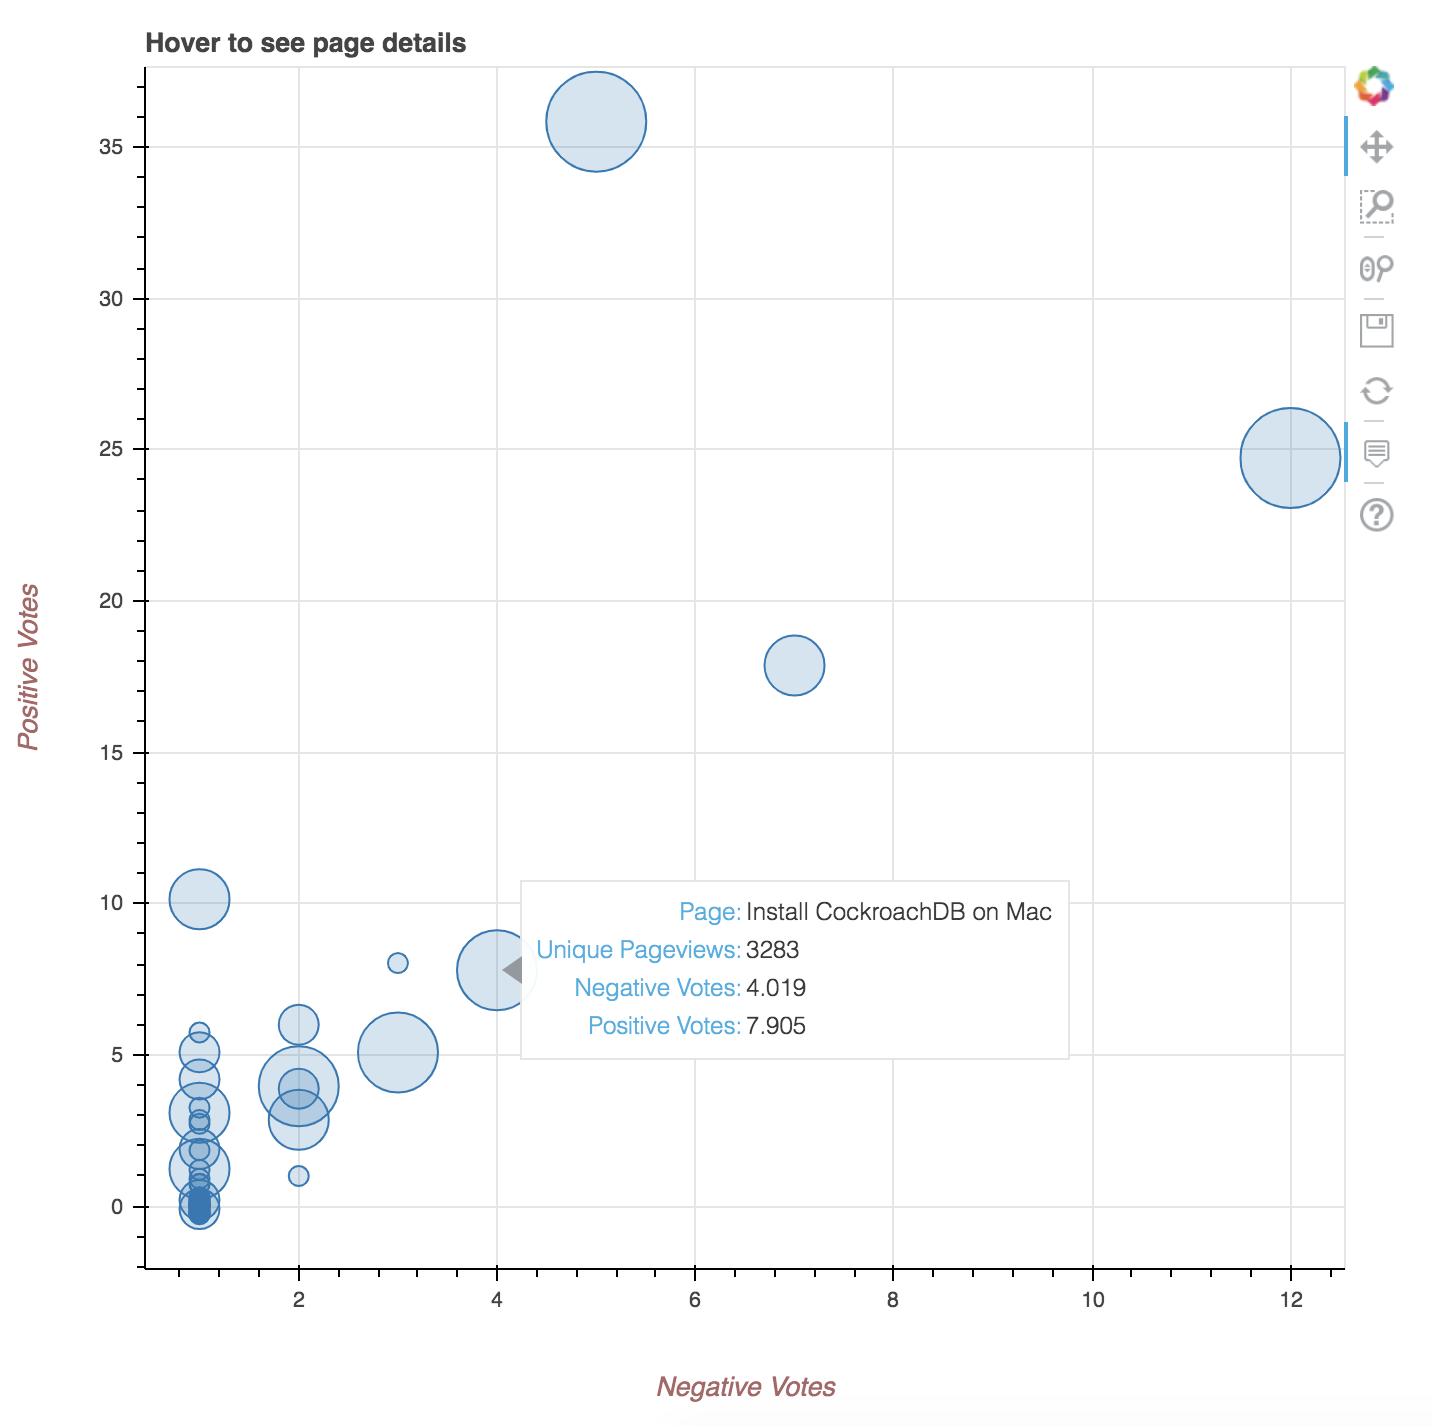 Hover to see page details
35
30
25
20
15
10
5
0
Positive Votes
Page: Install CockroachDB on Mac
Unique Pageviews: 3283
Negative Votes: 4.019
Positive Votes: 7.905
2 4 6 8 10 12
Negative Votes